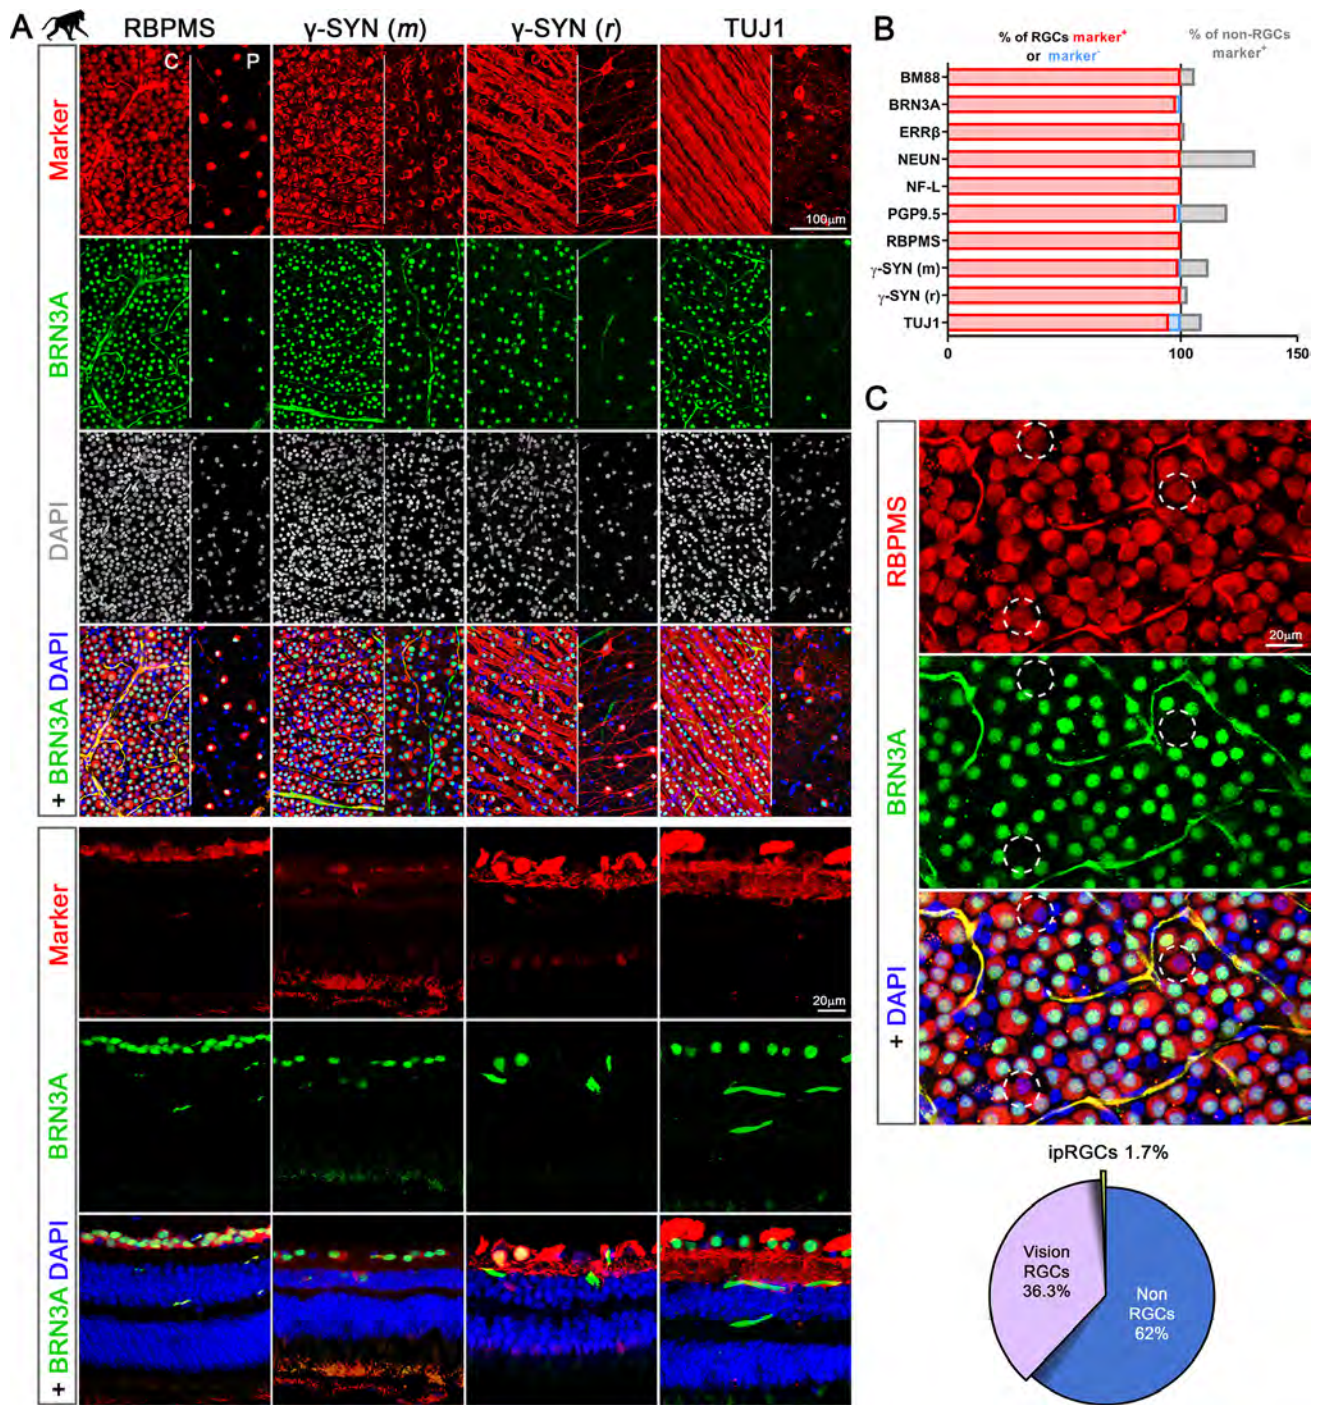 A
RBPMS
γ-SYN (m)
γ-SYN (r)
TUJ1
C
P
Marker
100μm
BRN3A
DAPI
+ BRN3A DAPI
Marker
20μm
BRN3A
+ BRN3A DAPI
B
% of RGCs marker⁺
or marker⁻
% of non-RGCs
marker⁺
BM88
BRN3A
ERRβ
NEUN
NF-L
PGP9.5
RBPMS
γ-SYN (m)
γ-SYN (r)
TUJ1
0
100
150
C
RBPMS
20μm
BRN3A
+ DAPI
ipRGCs 1.7%
Vision
RGCs
36.3%
Non
RGCs
62%